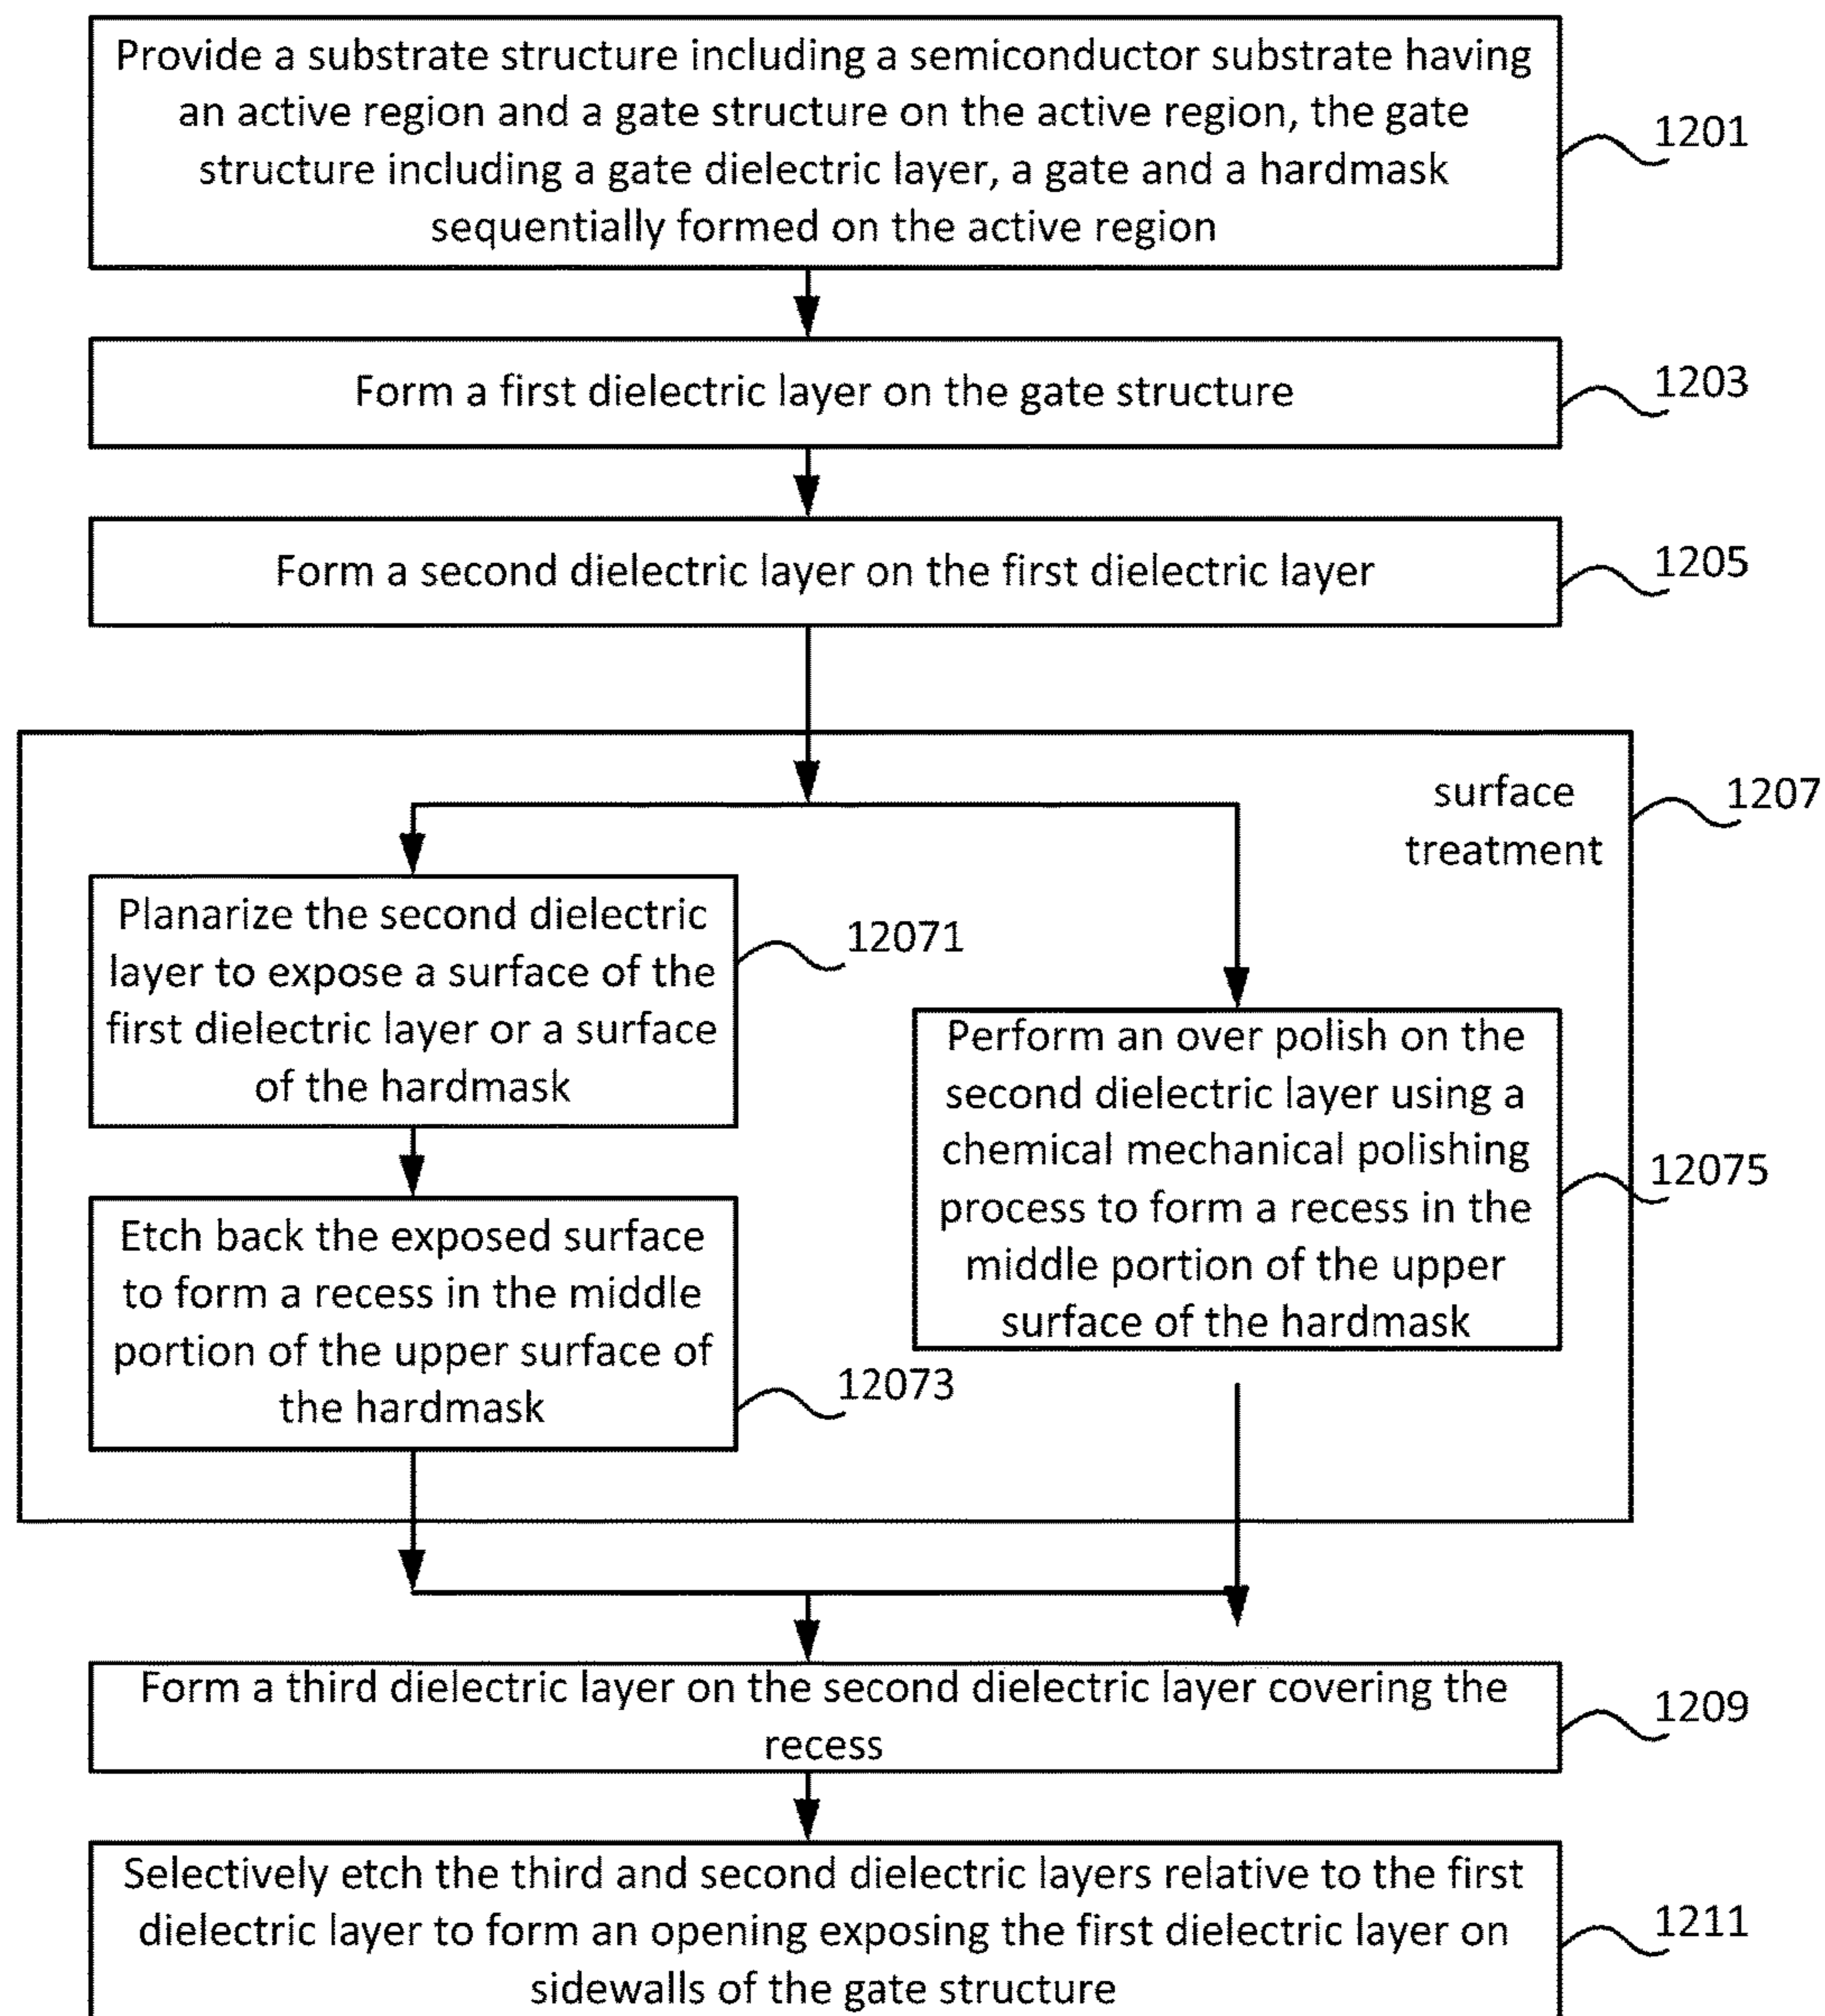 Provide a substrate structure including a semiconductor substrate having
an active region and a gate structure on the active region, the gate
structure including a gate dielectric layer, a gate and a hardmask
sequentially formed on the active region
1201
Form a first dielectric layer on the gate structure
1203
Form a second dielectric layer on the first dielectric layer
1205
surface
treatment
1207
Planarize the second dielectric
layer to expose a surface of the
first dielectric layer or a surface
of the hardmask
12071
Etch back the exposed surface
to form a recess in the middle
portion of the upper surface of
the hardmask
12073
Perform an over polish on the
second dielectric layer using a
chemical mechanical polishing
process to form a recess in the
middle portion of the upper
surface of the hardmask
12075
Form a third dielectric layer on the second dielectric layer covering the
recess
1209
Selectively etch the third and second dielectric layers relative to the first
dielectric layer to form an opening exposing the first dielectric layer on
sidewalls of the gate structure
1211